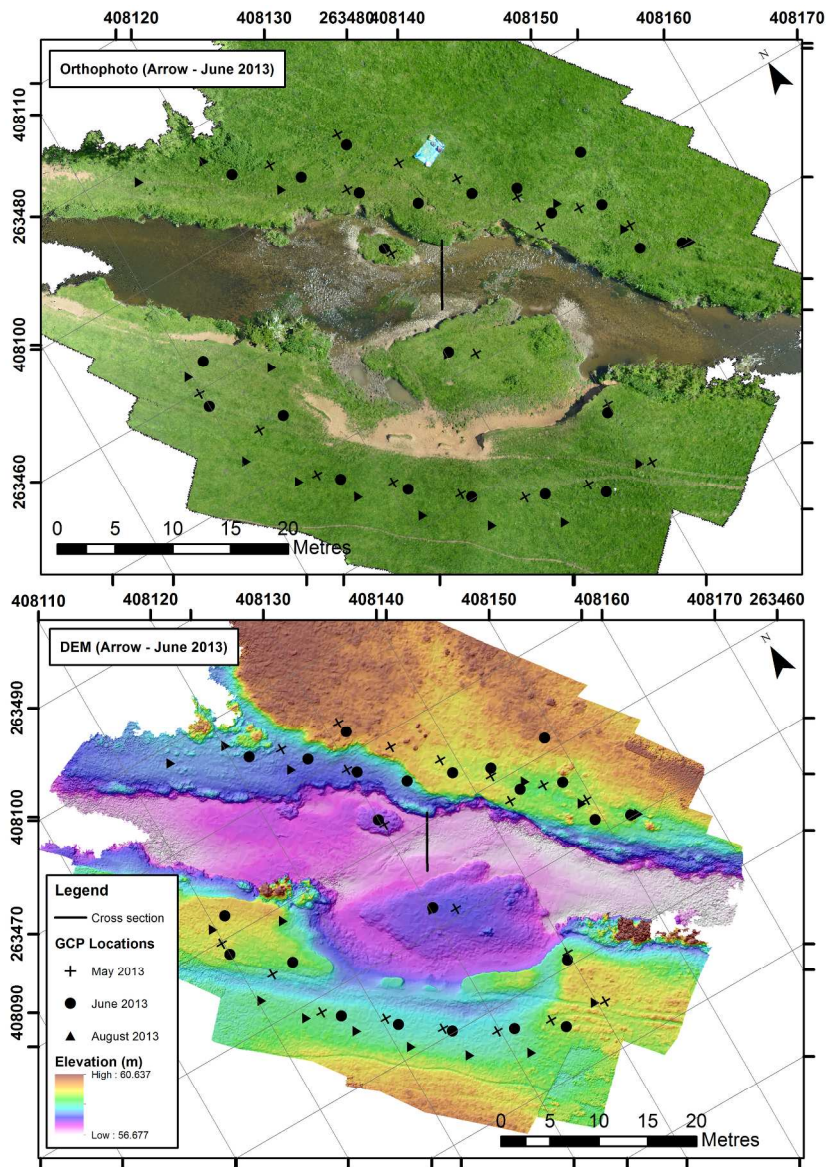 408120 408130 263480 408140 408150 408160 408170
Orthophoto (Arrow - June 2013)
N
408110
263480
408100
263460
0 5 10 15 20
Metres
408110 408120 408130 408140 408150 408160 408170 263460
DEM (Arrow - June 2013)
N
263490
408100
263470
408090
Legend
Cross section
GCP Locations
May 2013
June 2013
August 2013
Elevation (m)
High : 60.637
Low : 56.677
0 5 10 15 20
Metres